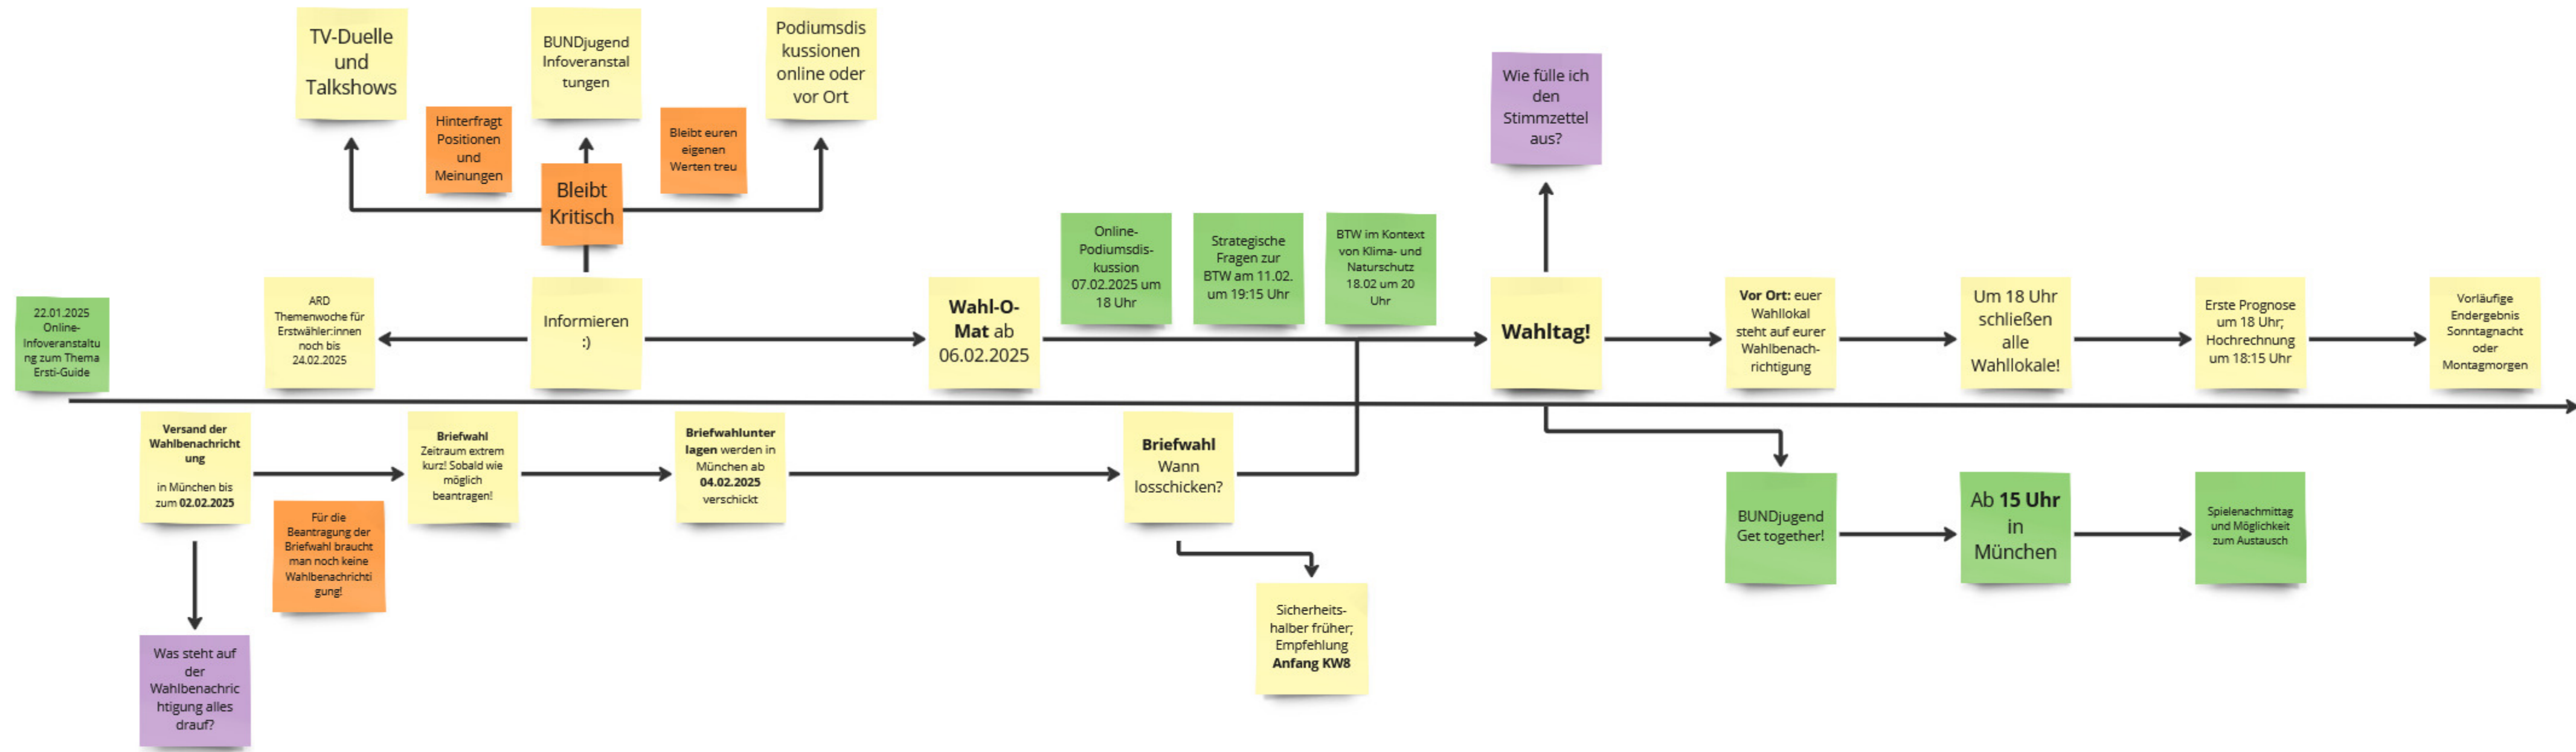 TV-Duelle
und
Talkshows
BUNDjugend
Infoveranstal
tungen
Podiumsdis
kussionen
online oder
vor Ort
Hinterfragt
Positionen
und
Meinungen
Bleibt euren
eigenen
Werten treu
Bleibt
Kritisch
Wie fülle ich
den
Stimmzettel
aus?
22.01.2025
Online-
Infoveranstaltu
ng zum Thema
Ersti-Guide
ARD
Themenwoche für
Erstwähler:innen
noch bis
24.02.2025
Informieren
:)
Wahl-O-
Mat ab
06.02.2025
Online-
Podiumsdis-
kussion
07.02.2025 um
18 Uhr
Strategische
Fragen zur
BTW am 11.02.
um 19:15 Uhr
BTW im Kontext
von Klima- und
Naturschutz
18.02 um 20
Uhr
Wahltag!
Vor Ort: euer
Wahllokal
steht auf eurer
Wahlbenach-
richtigung
Um 18 Uhr
schließen
alle
Wahllokale!
Erste Prognose
um 18 Uhr;
Hochrechnung
um 18:15 Uhr
Vorläufige
Endergebnis
Sonntagnacht
oder
Montagmorgen
Versand der
Wahlbenachricht
ung
in München bis
zum 02.02.2025
Für die
Beantragung der
Briefwahl braucht
man noch keine
Wahlbenachrichti
gung!
Briefwahl
Zeitraum extrem
kurz! Sobald wie
möglich
beantragen!
Briefwahlunter
lagen werden in
München ab
04.02.2025
verschickt
Briefwahl
Wann
losschicken?
Sicherheits-
halber früher;
Empfehlung
Anfang KW8
BUNDjugend
Get together!
Ab 15 Uhr
in
München
Spielenachmittag
und Möglichkeit
zum Austausch
Was steht auf
der
Wahlbenachric
htigung alles
drauf?